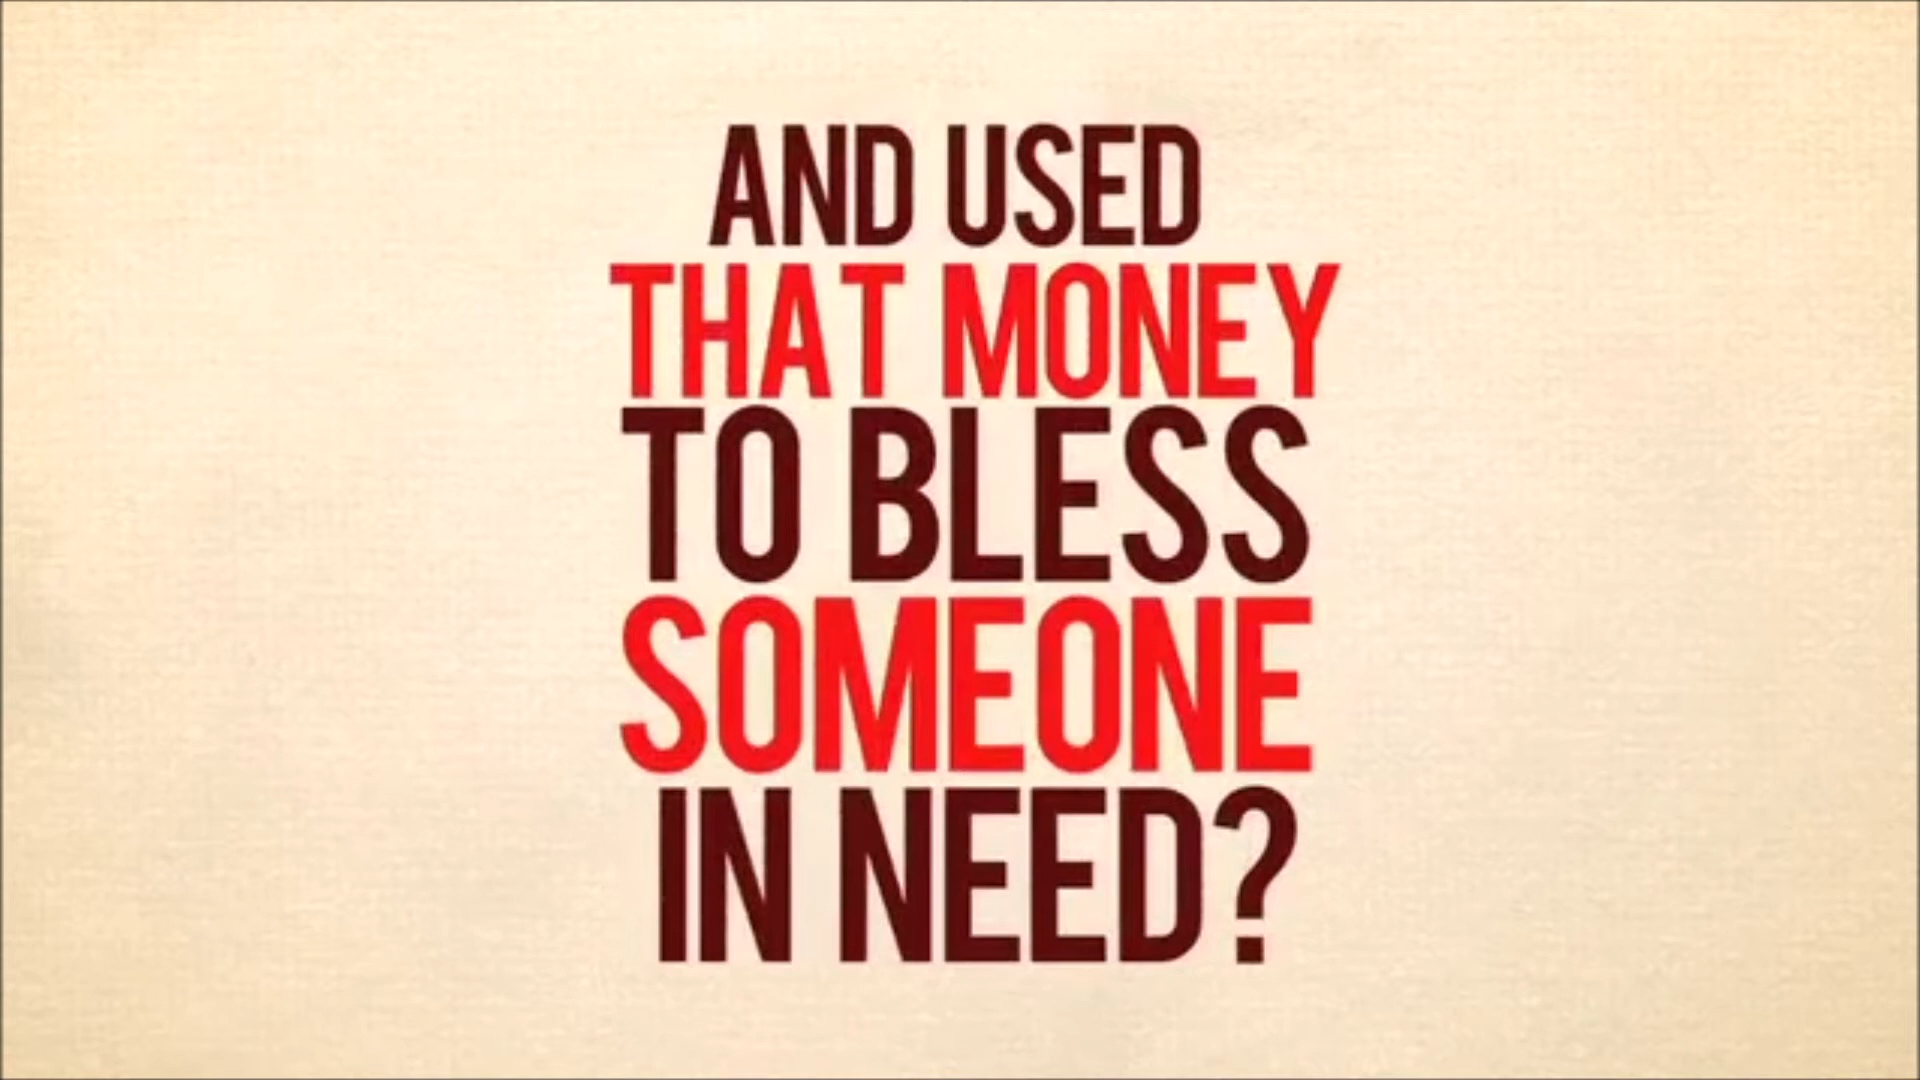 AND USED
THAT MONEY
TO BLESS
SOMEONE
IN NEED?